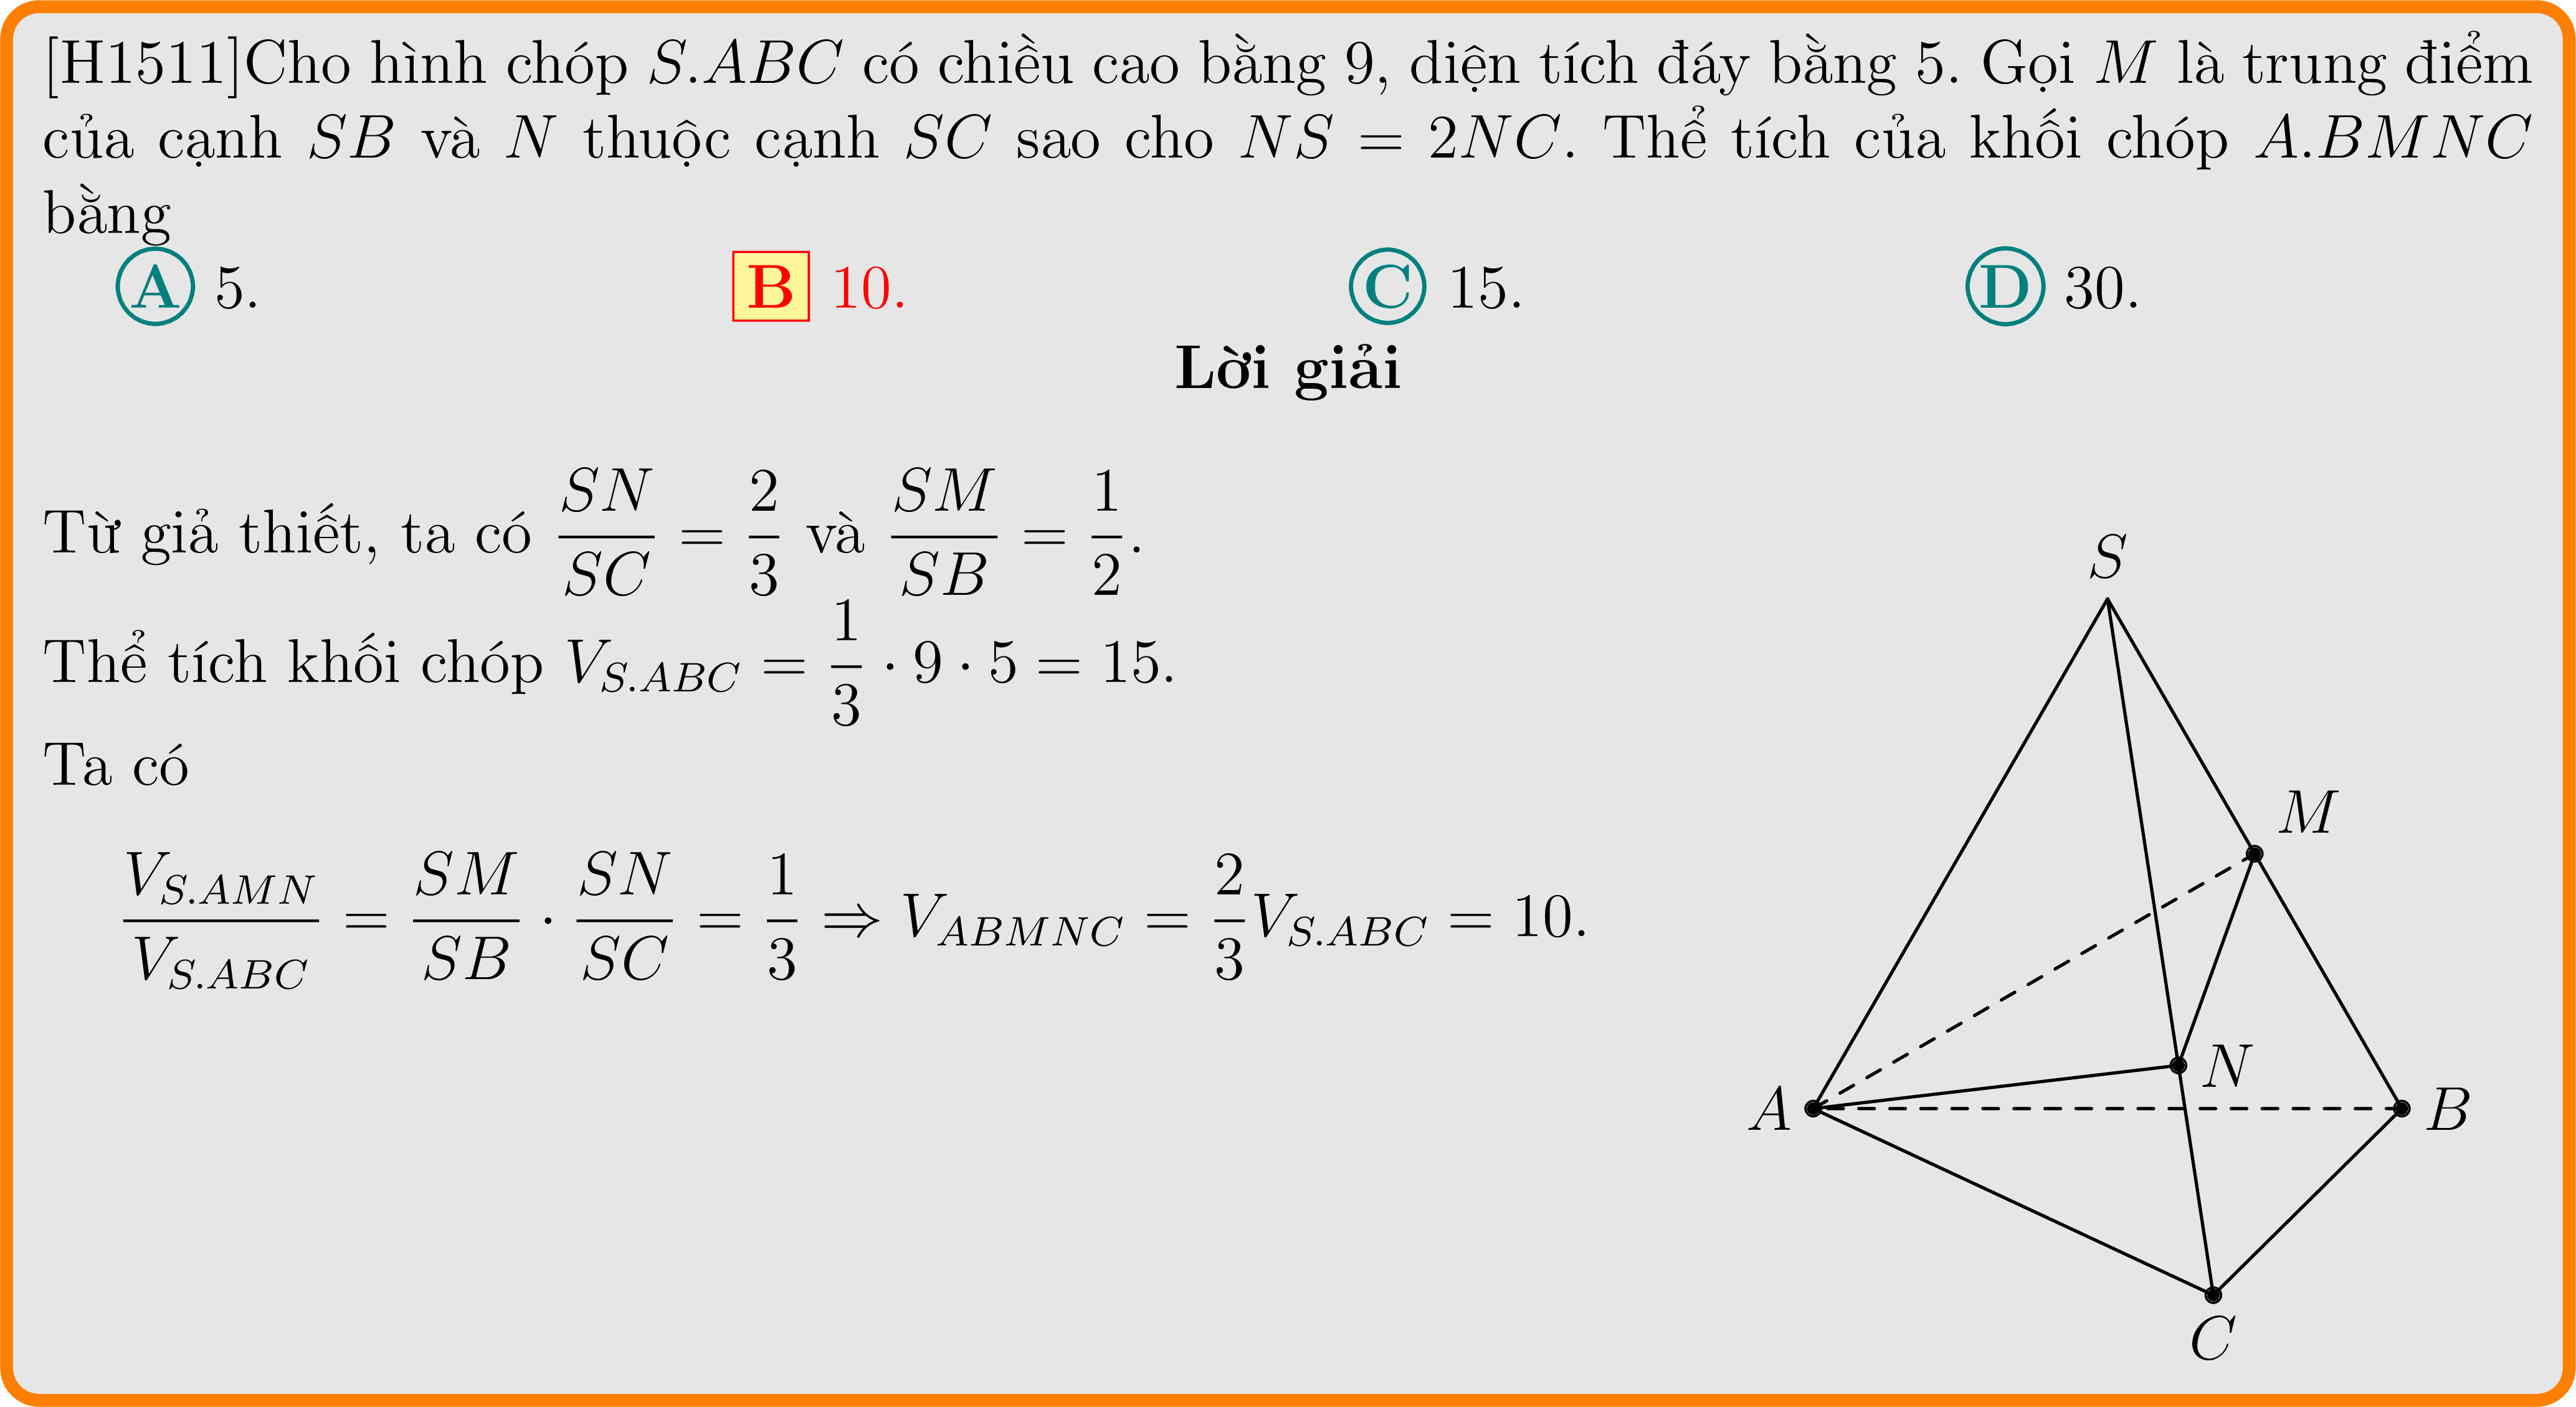 [H1511]Cho hình chóp S.ABC có chiều cao bằng 9, diện tích đáy bằng 5. Gọi M là trung điểm
của cạnh SB và N thuộc cạnh SC sao cho NS = 2NC. Thể tích của khối chóp A.BMNC
bằng
A 5. B 10. C 15. D 30.
Lời giải
Từ giả thiết, ta có \frac{SN}{SC} = \frac{2}{3} và \frac{SM}{SB} = \frac{1}{2}.
Thể tích khối chóp V_{S.ABC} = \frac{1}{3} · 9 · 5 = 15.
Ta có
\frac{V_{S.AMN}}{V_{S.ABC}} = \frac{SM}{SB} · \frac{SN}{SC} = \frac{1}{3} ⇒ V_{ABMNC} = \frac{2}{3}V_{S.ABC} = 10.
S
M
N
A
B
C